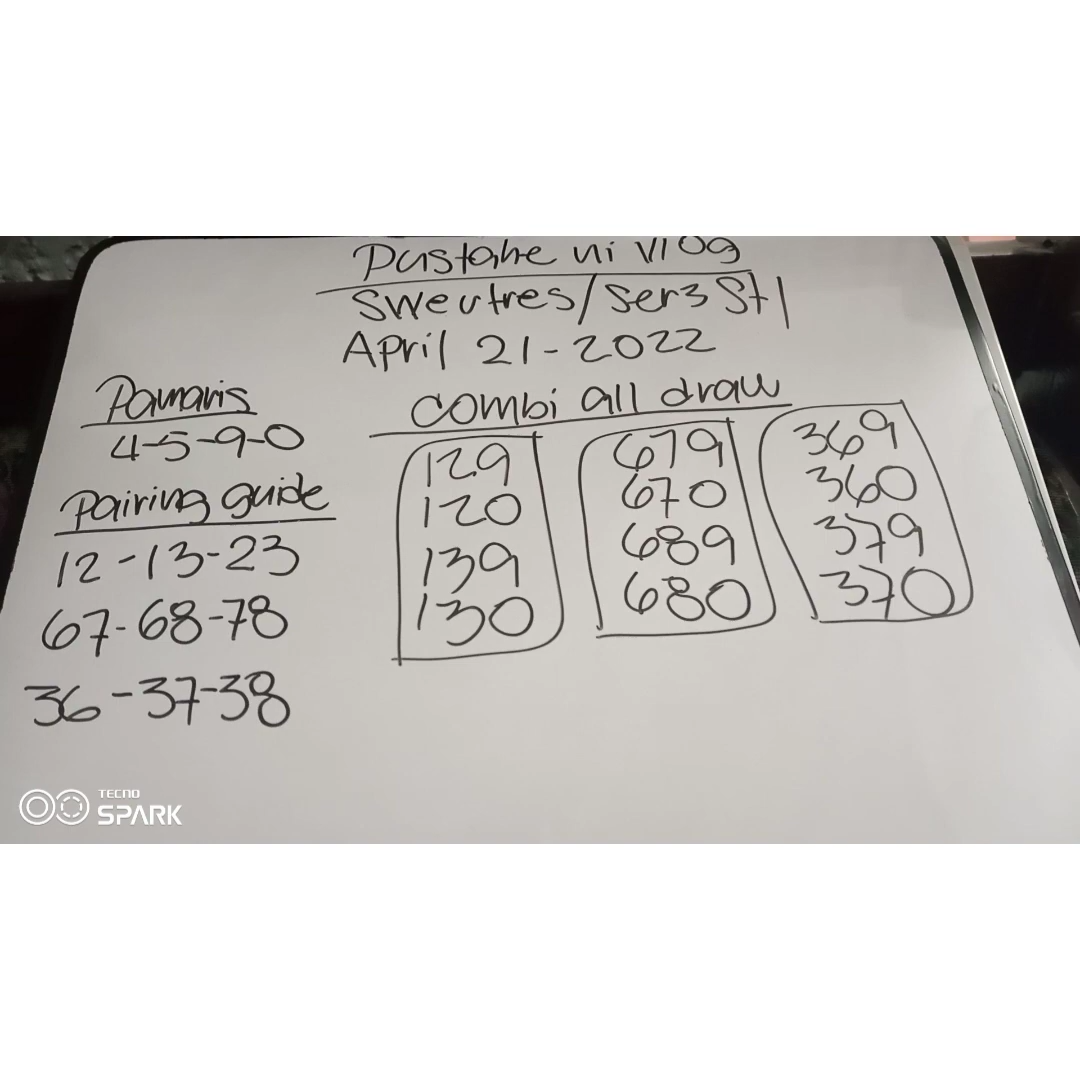 Pustahe ni vlog
Swertres/Ser3 Stl
April 21-2022
Pamaris
4-5-9-0
Pairing guide
12-13-23
67-68-78
36-37-38
combi all draw
129
120
139
130
679
670
689
680
369
360
379
370
TECNO
SPARK